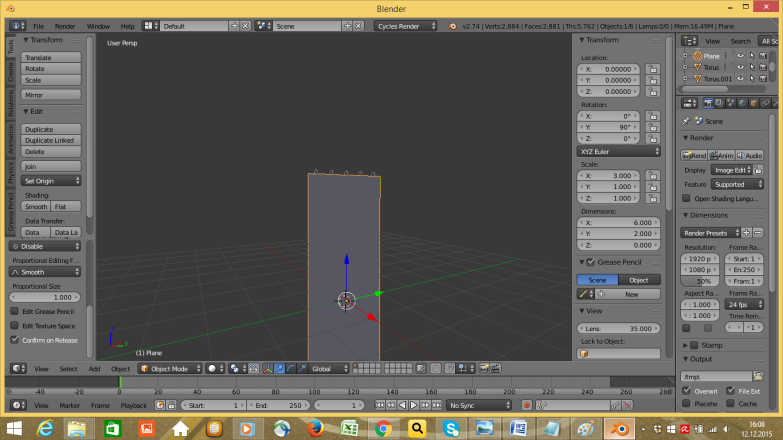 Blender
File Render Window Help Default Scene Cycles Render v2.74 | Verts:2,884 | Faces:2,881 | Tris:5,762 | Objects:1/6 | Lamps:0/0 | Mem:16.49M | Plane
Tools
Create
Relations
Animation
Physics
Grease Pencil
Transform
Translate
Rotate
Scale
Mirror
Edit
Duplicate
Duplicate Linked
Delete
Join
Set Origin
Shading:
Smooth Flat
Data Transfer:
Data Data La
Disable
Proportional Editing F...
Smooth
Proportional Size
1.000
Edit Grease Pencil
Edit Texture Space
Confirm on Release
User Persp
(1) Plane
Transform
Location:
X: 0.00000
Y: 0.00000
Z: 0.00000
Rotation:
X: 0°
Y: 90°
Z: 0°
XYZ Euler
Scale:
X: 3.000
Y: 1.000
Z: 1.000
Dimensions:
X: 6.000
Y: 2.000
Z: 0.000
Grease Pencil
Scene Object
New
View
Lens: 35.000
Lock to Object:
View Search All Sc
Plane
Torus
Torus.001
Scene
Render
Rend Anim Audio
Display Image Edit
Feature Supported
Open Shading Langu...
Dimensions
Render Presets
Resolution: Frame Ra...
1920 p Start: 1
1080 p En:250
50% Fram:1
Aspect Ra... Frame Ra...
: 1.000 24 fps
: 1.000 Time Rem...
Stamp
Output
/tmp\
Overwri File Ext
Placeho Cache
View Select Add Object Object Mode Global
-40 -20 0 20 40 60 80 100 120 140 160 180 200 220 240 260 280
View Marker Frame Playback Start: 1 End: 250 1 No Sync
16:08
12.12.2015